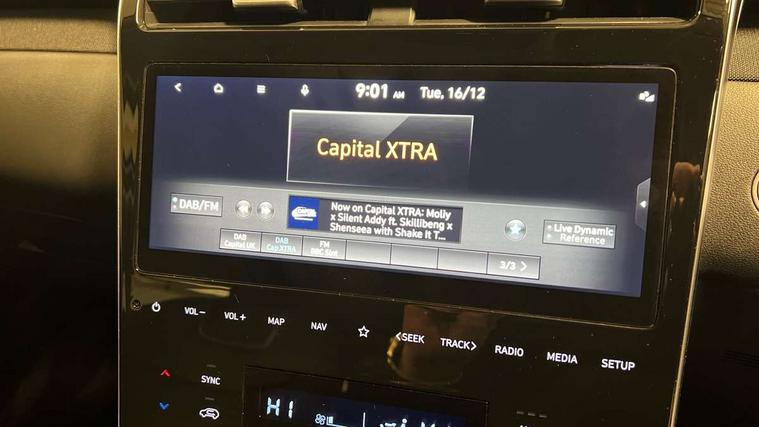 9:01 AM Tue, 16/12
Capital XTRA
DAB/FM
CAPITAL
Now on Capital XTRA: Moliy
x Silent Addy ft. Skillibeng x
Shenseea with Shake It T...
Live Dynamic
Reference
DAB
Capital UK
DAB
Cap XTRA
FM
BBC Slnt
3/3 >
VOL− VOL+ MAP NAV <SEEK TRACK> RADIO MEDIA SETUP
SYNC
HI